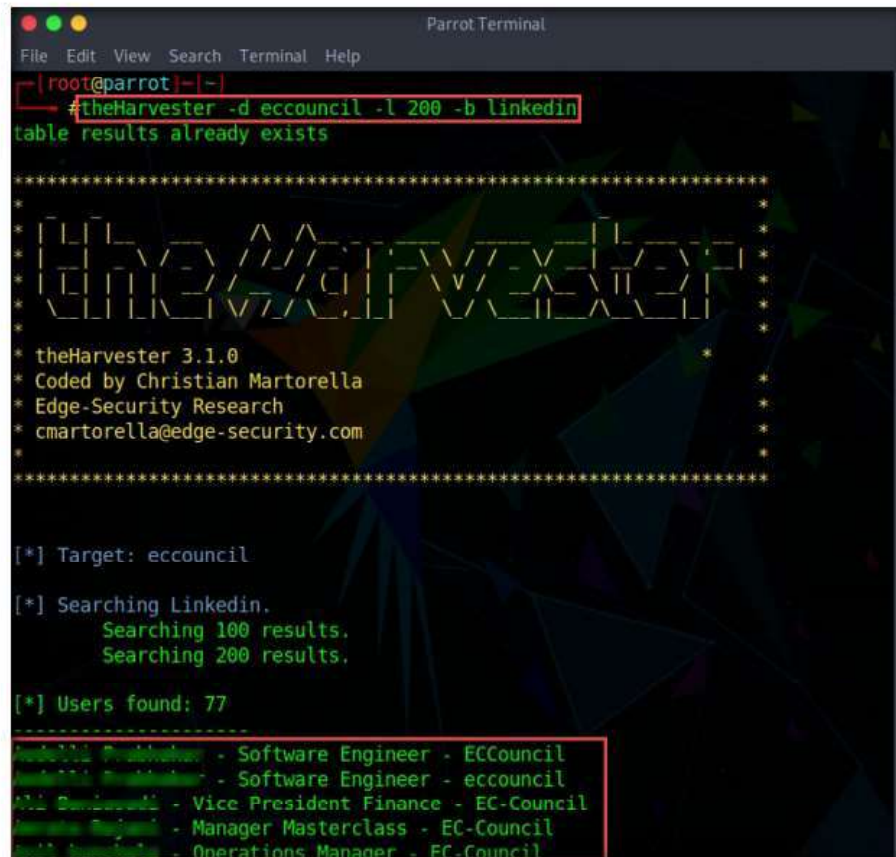 Parrot Terminal
File Edit View Search Terminal Help
[root@parrot]-[~]
#theHarvester -d eccouncil -l 200 -b linkedin
table results already exists
*******************************************************************
theHarvester
* theHarvester 3.1.0 *
* Coded by Christian Martorella *
* Edge-Security Research *
* cmartorella@edge-security.com *
* *
*******************************************************************
[*] Target: eccouncil
[*] Searching Linkedin.
Searching 100 results.
Searching 200 results.
[*] Users found: 77
---------------------
- Software Engineer - ECCouncil
- Software Engineer - eccouncil
- Vice President Finance - EC-Council
- Manager Masterclass - EC-Council
- Operations Manager - EC-Council